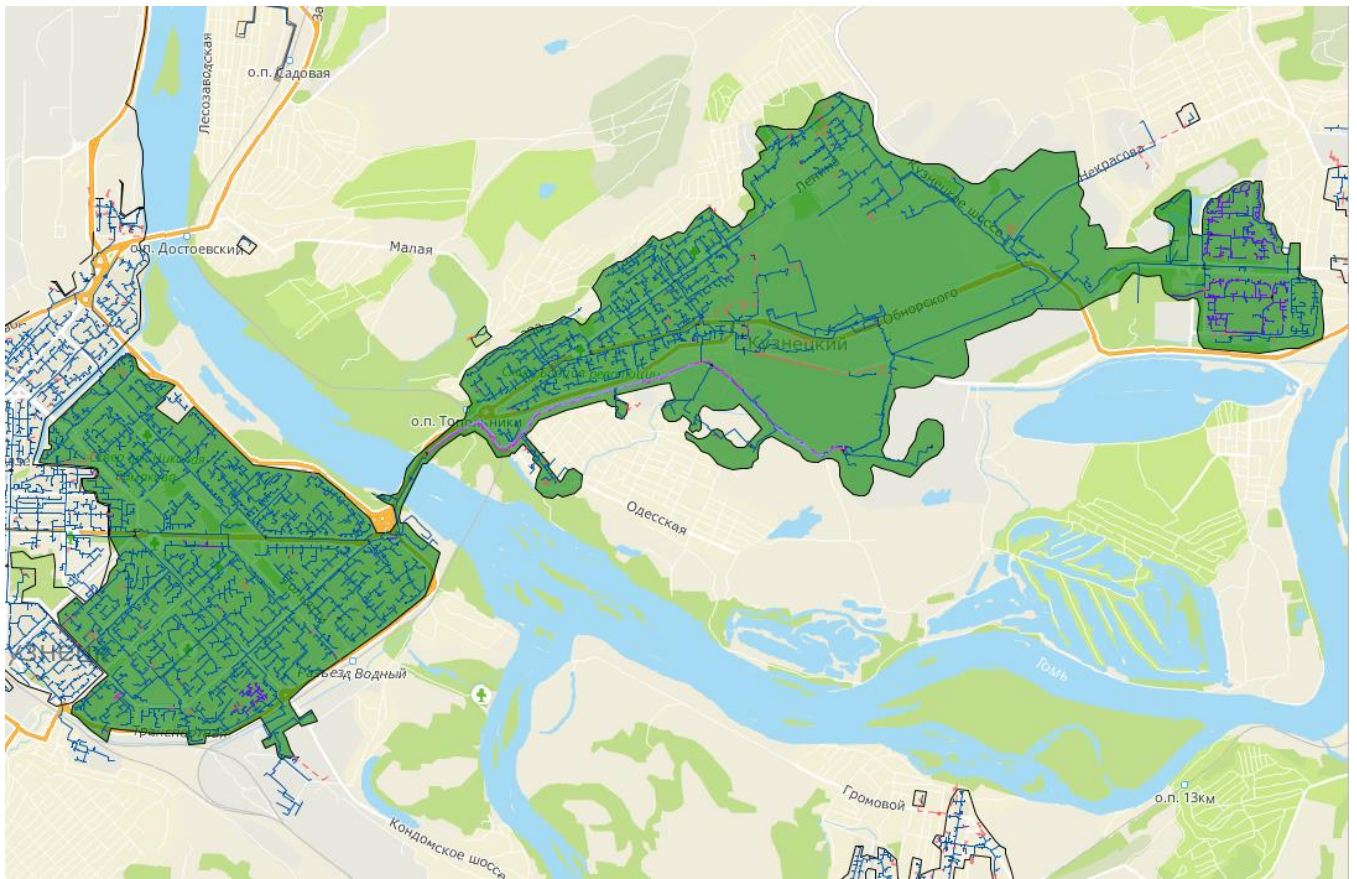 Лесозаводская
За
о.п. Садовая
Некрасова
Ленина
Кузнецкое шоссе
о.п. Достоевский
Малая
Обнорского
Кузнецкий
о.п. Топольники
Одесская
Разъезд Водный
Томь
Громовой
о.п. 13км
Кондомское шоссе